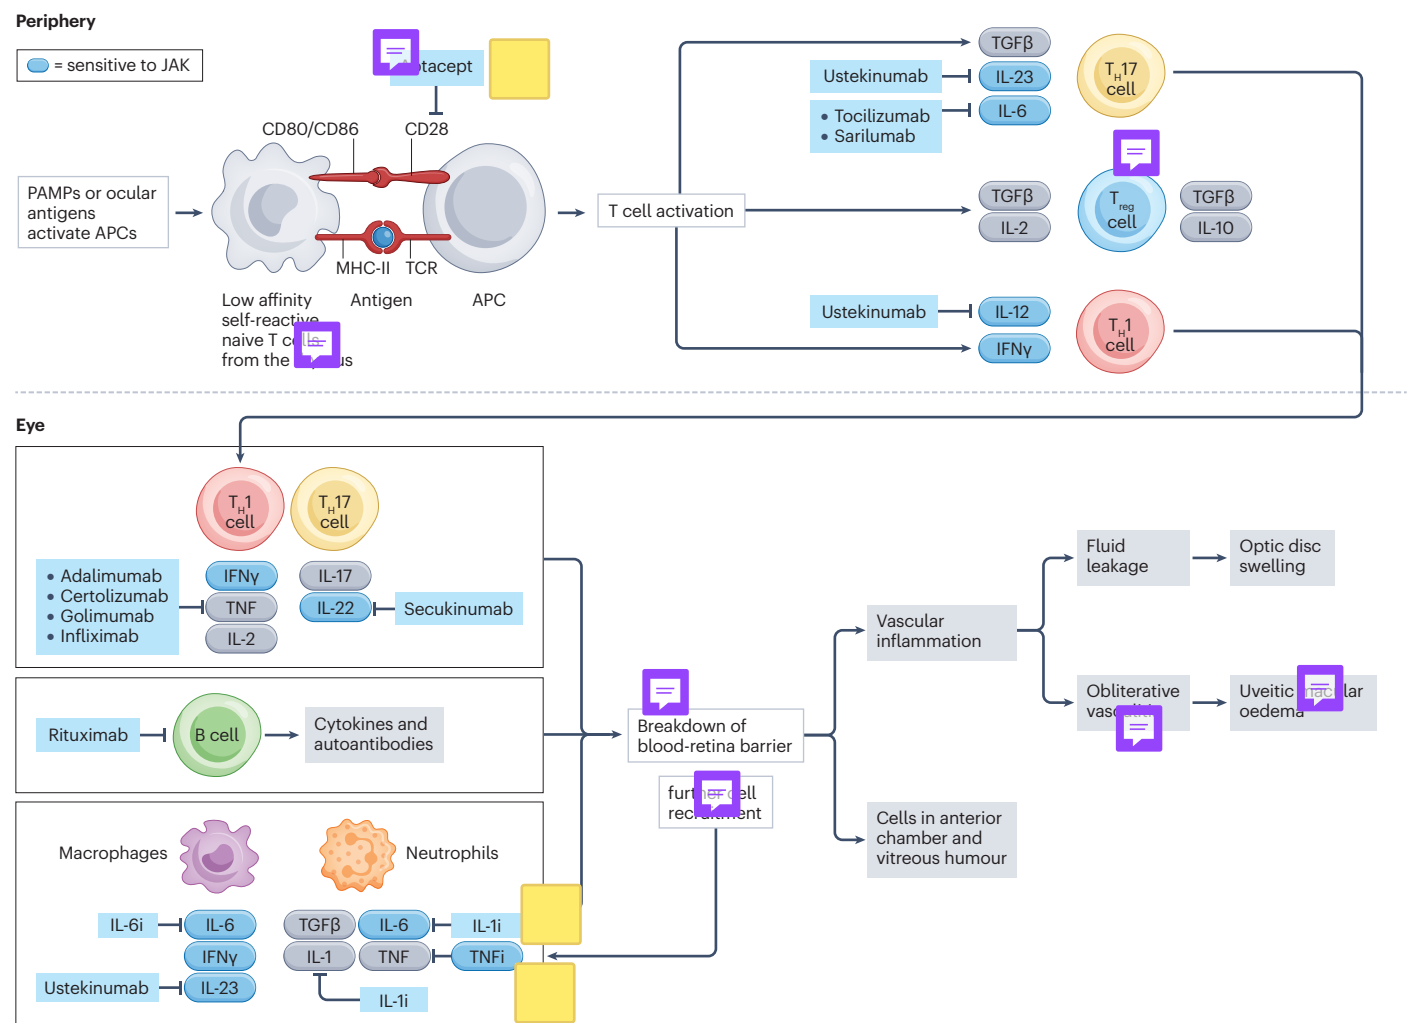 Periphery
= sensitive to JAK
CD80/CD86
CD28
PAMPs or ocular
antigens
activate APCs
MHC-II
TCR
Low affinity
self-reactive
naive T
from the
Antigen
APC
T cell activation
TGFβ
Ustekinumab
IL-23
• Tocilizumab
• Sarilumab
IL-6
TH17
cell
TGFβ
IL-2
Treg
cell
TGFβ
IL-10
Ustekinumab
IL-12
IFNγ
TH1
cell
Eye
TH1
cell
TH17
cell
• Adalimumab
• Certolizumab
• Golimumab
• Infliximab
IFNγ
TNF
IL-2
IL-17
IL-22
Secukinumab
Rituximab
B cell
Cytokines and
autoantibodies
Macrophages
Neutrophils
IL-6i
IL-6
IFNγ
Ustekinumab
IL-23
TGFβ
IL-6
IL-1i
IL-1
TNF
TNFi
IL-1i
Breakdown of
blood-retina barrier
Vascular
inflammation
Cells in anterior
chamber and
vitreous humour
Fluid
leakage
Optic disc
swelling
Obliterative
Uveitic
oedema